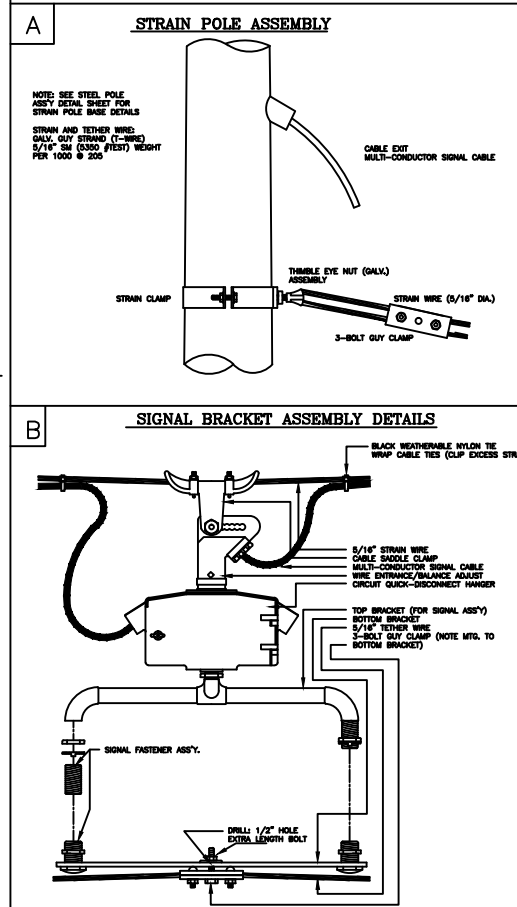 A
STRAIN POLE ASSEMBLY
NOTE: SEE STEEL POLE
ASS'Y DETAIL SHEET FOR
STRAIN POLE BASE DETAILS
STRAIN AND TETHER WIRE:
GALV. GUY STRAND (T-WIRE)
5/16" SM (5350 #TEST) WEIGHT
PER 1000 @ 205
CABLE EXIT
MULTI-CONDUCTOR SIGNAL CABLE
THIMBLE EYE NUT (GALV.)
ASSEMBLY
STRAIN CLAMP
STRAIN WIRE (5/16" DIA.)
3-BOLT GUY CLAMP
B
SIGNAL BRACKET ASSEMBLY DETAILS
BLACK WEATHERABLE NYLON TIE
WRAP CABLE TIES (CLIP EXCESS STR
5/16" STRAIN WIRE
CABLE SADDLE CLAMP
MULTI-CONDUCTOR SIGNAL CABLE
WIRE ENTRANCE/BALANCE ADJUST
CIRCUIT QUICK-DISCONNECT HANGER
TOP BRACKET (FOR SIGNAL ASS'Y)
BOTTOM BRACKET
5/16" TETHER WIRE
3-BOLT GUY CLAMP (NOTE MTG. TO
BOTTOM BRACKET)
SIGNAL FASTENER ASS'Y.
DRILL: 1/2" HOLE
EXTRA LENGTH BOLT